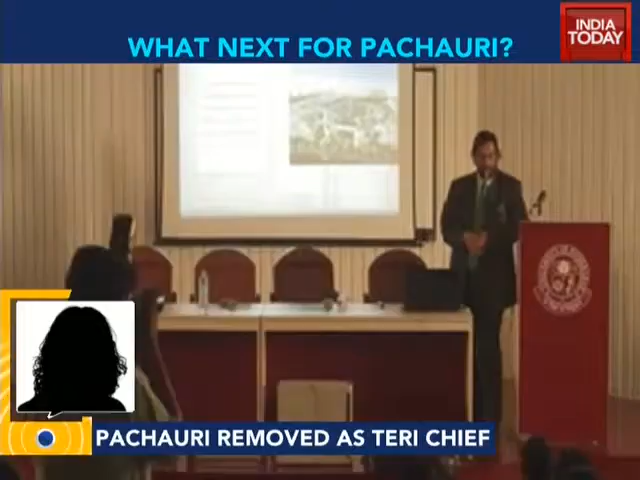 WHAT NEXT FOR PACHAURI?
INDIA
TODAY
PACHAURI REMOVED AS TERI CHIEF